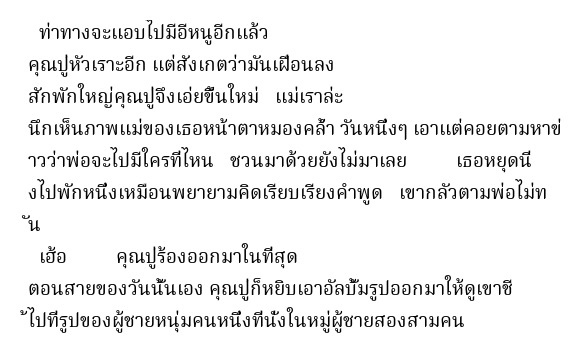 ท่าทางจะแอบไปมีอีหนูอีกแล้ว
คุณปู่หัวเราะอีก แต่สังเกตว่ามันเฝื่อนลง
สักพักใหญ่คุณปู่จึงเอ่ยขึ้นใหม่   แม่เราล่ะ
นึกเห็นภาพแม่ของเธอหน้าตาหมองคล้ำ วันหนึ่งๆ เอาแต่คอยตามหาข่
าวว่าพ่อจะไปมีใครที่ไหน   ชวนมาด้วยยังไม่มาเลย         เธอหยุดนิ่
งไปพักหนึ่งเหมือนพยายามคิดเรียบเรียงคำพูด   เขากลัวตามพ่อไม่ท
ัน
เฮ้อ         คุณปู่ร้องออกมาในที่สุด
ตอนสายของวันนั้นเอง คุณปู่ก็หยิบเอาอัลบั้มรูปออกมาให้ดูเขาชี
้ไปที่รูปของผู้ชายหนุ่มคนหนึ่งที่นั่งในหมู่ผู้ชายสองสามคน